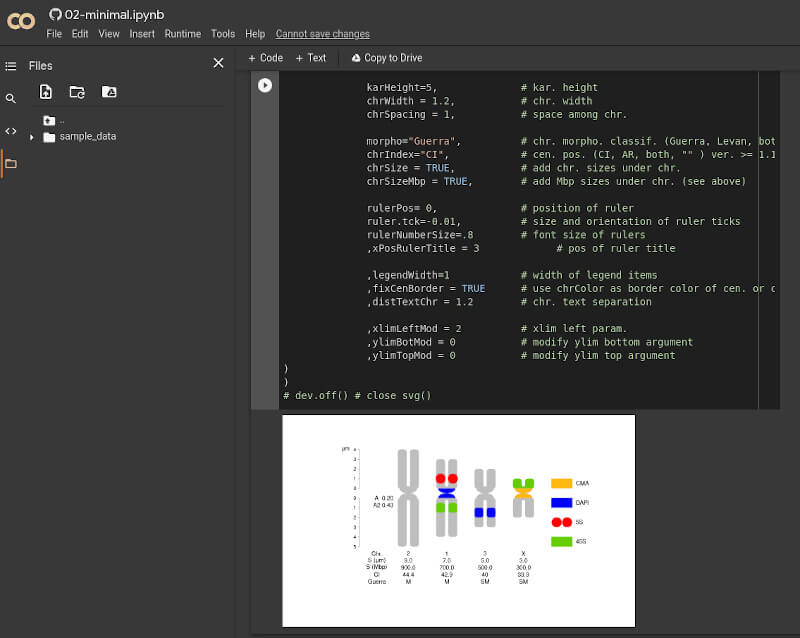 02-minimal.ipynb
File Edit View Insert Runtime Tools Help Cannot save changes
Files
+ Code + Text Copy to Drive
..
sample_data
karHeight=5, # kar. height
chrWidth = 1.2, # chr. width
chrSpacing = 1, # space among chr.
morpho="Guerra", # chr. morpho. classif. (Guerra, Levan, bot
chrIndex="CI", # cen. pos. (CI, AR, both, "" ) ver. >= 1.1
chrSize = TRUE, # add chr. sizes under chr.
chrSizeMbp = TRUE, # add Mbp sizes under chr. (see above)
rulerPos= 0, # position of ruler
ruler.tck=-0.01, # size and orientation of ruler ticks
rulerNumberSize=.8 # font size of rulers
,xPosRulerTitle = 3 # pos of ruler title
,legendWidth=1 # width of legend items
,fixCenBorder = TRUE # use chrColor as border color of cen. or c
,distTextChr = 1.2 # chr. text separation
,xlimLeftMod = 2 # xlim left param.
,ylimBotMod = 0 # modify ylim bottom argument
,ylimTopMod = 0 # modify ylim top argument
)
)
# dev.off() # close svg()
μm
4
3
2
1
0
0
1
2
3
4
5
A 0.20
A2 0.43
CMA
DAPI
5S
45S
Chr. 2 1 3 X
S (μm) 9.0 7.0 5.0 3.0
S (Mbp) 900.0 700.0 500.0 300.0
CI 44.4 42.9 40 33.3
Guerra M M SM SM